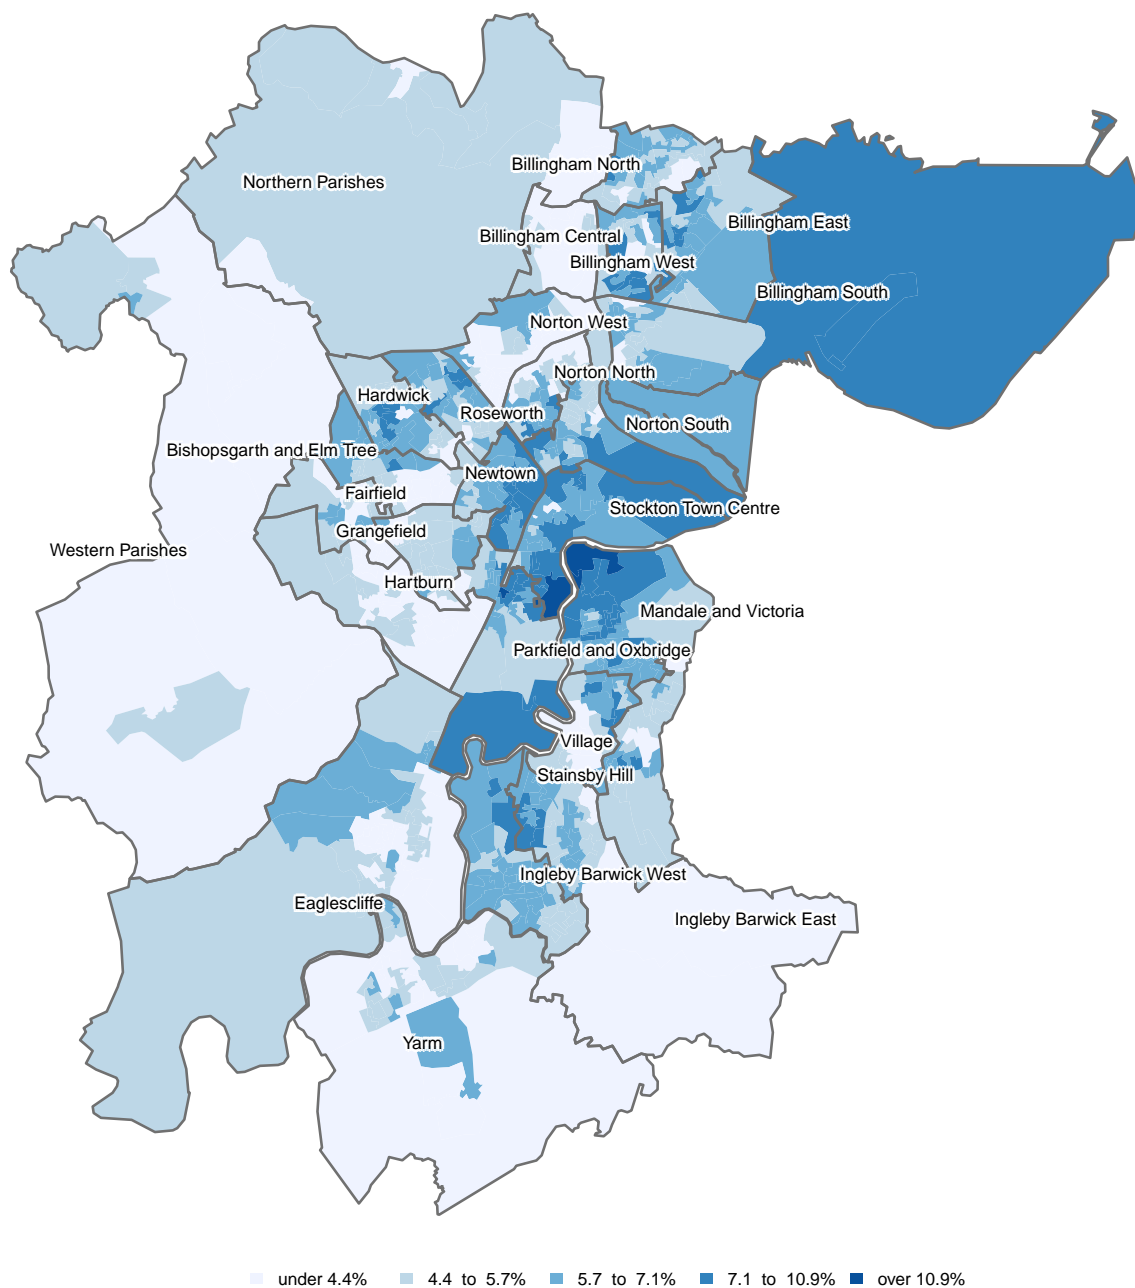 Billingham North
Northern Parishes
Billingham East
Billingham Central
Billingham West
Billingham South
Norton West
Norton North
Hardwick
Roseworth
Norton South
Bishopsgarth and Elm Tree
Newtown
Fairfield
Stockton Town Centre
Grangefield
Western Parishes
Hartburn
Mandale and Victoria
Parkfield and Oxbridge
Village
Stainsby Hill
Ingleby Barwick West
Eaglescliffe
Ingleby Barwick East
Yarm
under 4.4% 4.4 to 5.7% 5.7 to 7.1% 7.1 to 10.9% over 10.9%